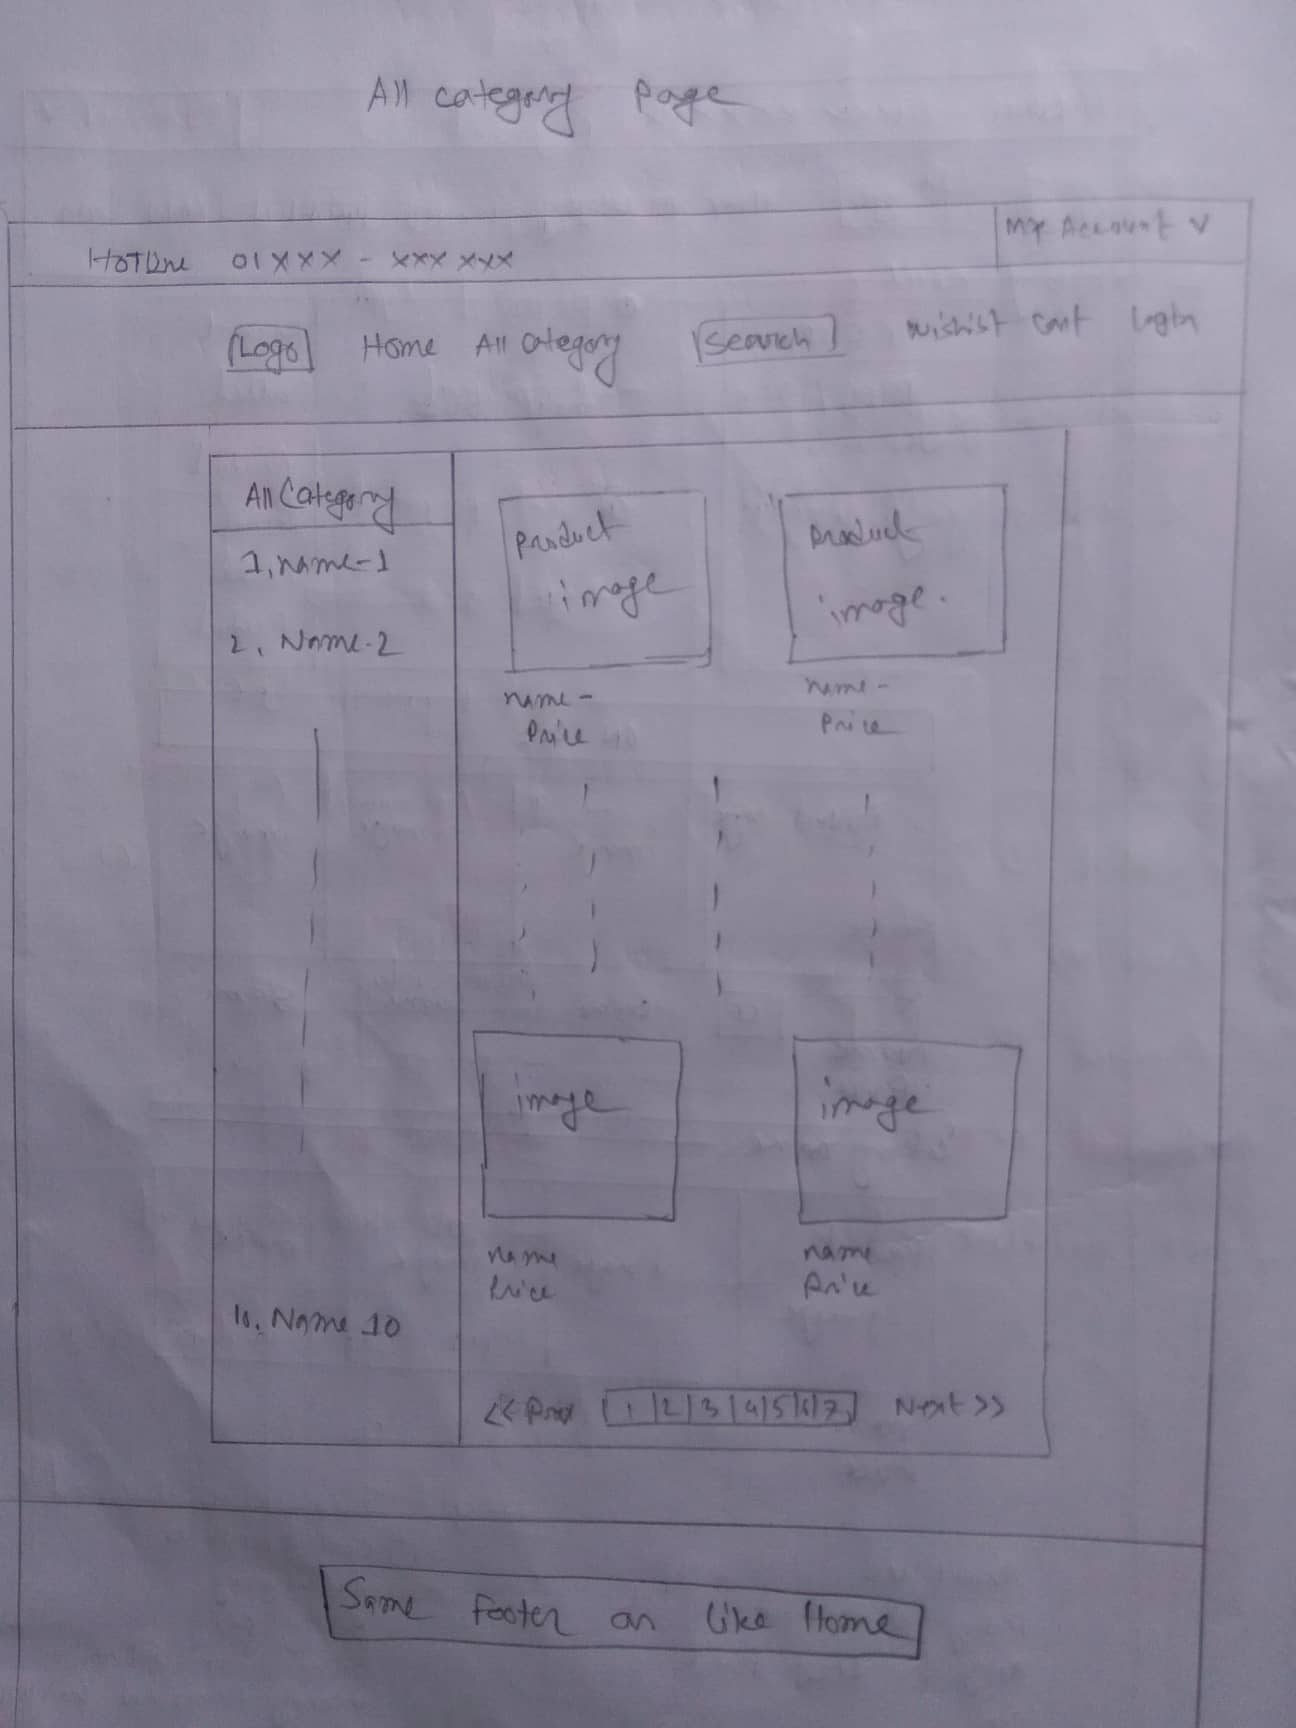 All category page
My Account v
HoTline 01XXX - XXX XXX
Logo Home All Category Search wishist Cart Login
All Category
1, name-1
2, Name-2
10, Name 10
product image
name -
Price
product image.
name -
Price
image
name
Price
image
name
Price
<< Prev 1 2 3 4 5 6 7 Next >>
Same Footer as like Home